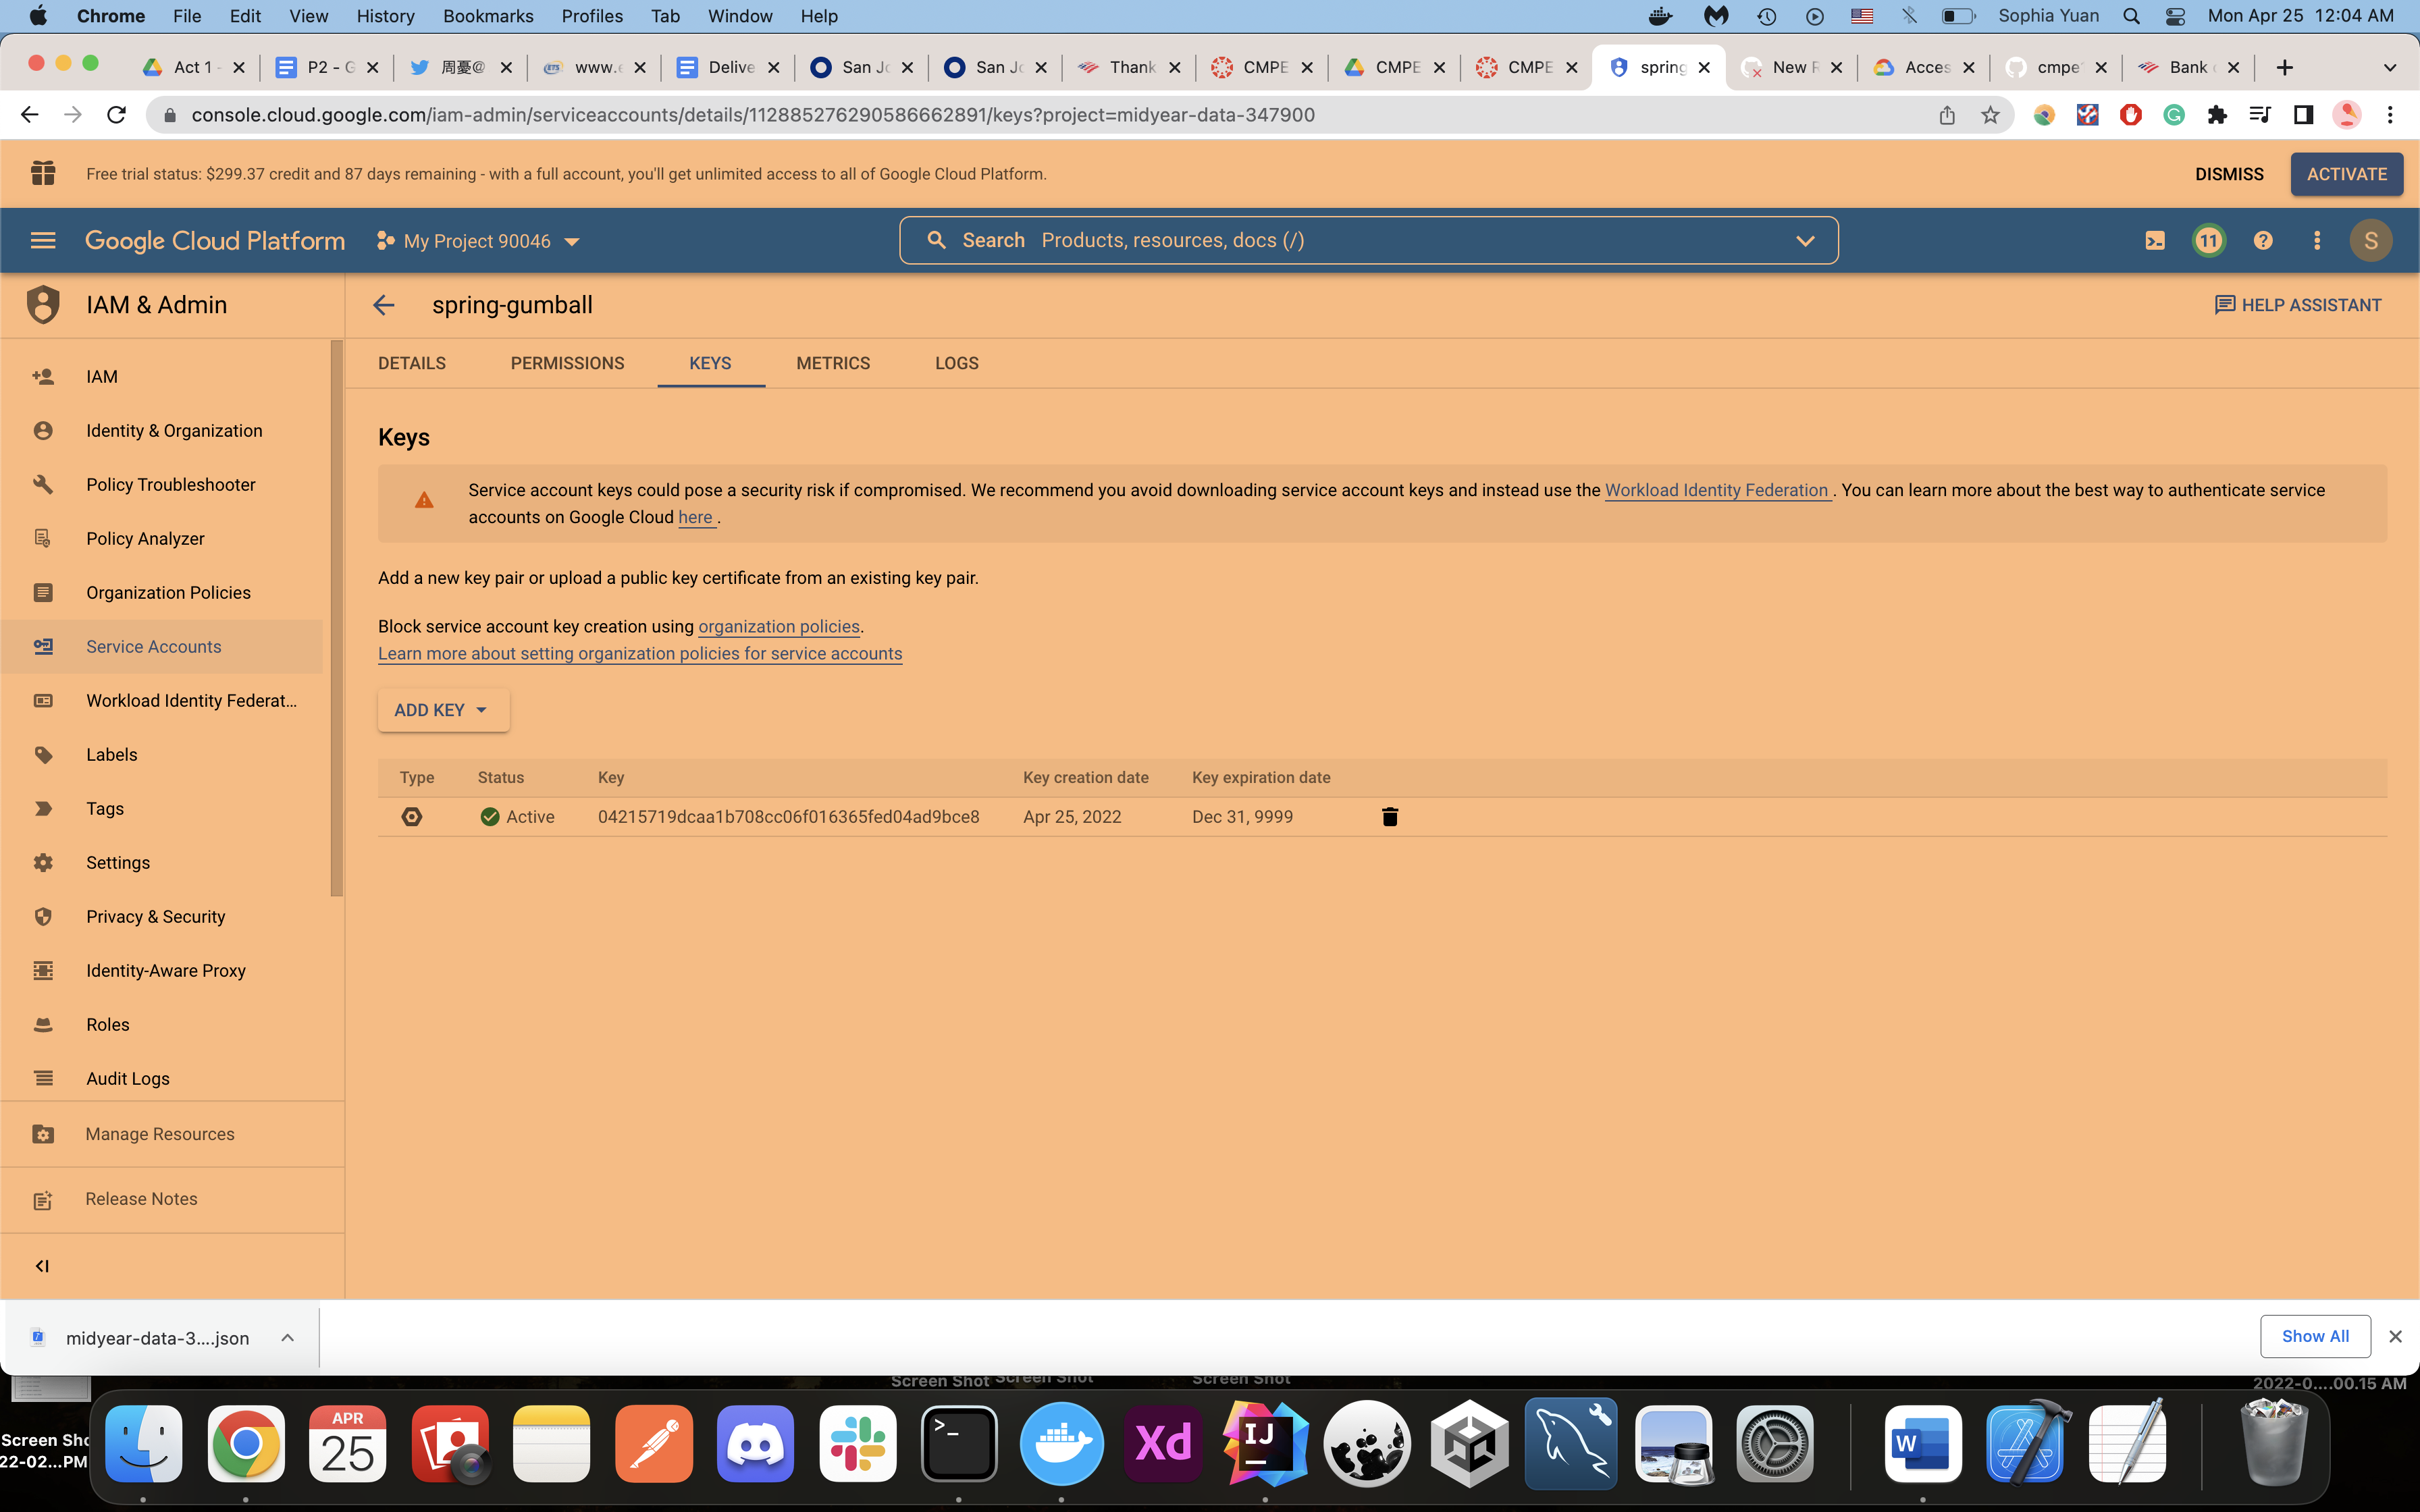 Chrome File Edit View History Bookmarks Profiles Tab Window Help Sophia Yuan Mon Apr 25 12:04 AM
Act 1 - P2 - G 周憂@ www.e Delive San Jo San Jo Thank CMPE CMPE CMPE spring New R Acces cmpe Bank
console.cloud.google.com/iam-admin/serviceaccounts/details/112885276290586662891/keys?project=midyear-data-347900
Free trial status: $299.37 credit and 87 days remaining - with a full account, you'll get unlimited access to all of Google Cloud Platform. DISMISS ACTIVATE
Google Cloud Platform My Project 90046 Search Products, resources, docs (/) 11 ? S
IAM & Admin spring-gumball HELP ASSISTANT
DETAILS PERMISSIONS KEYS METRICS LOGS
IAM
Identity & Organization
Policy Troubleshooter
Policy Analyzer
Organization Policies
Service Accounts
Workload Identity Federat...
Labels
Tags
Settings
Privacy & Security
Identity-Aware Proxy
Roles
Audit Logs
Manage Resources
Release Notes
Keys
Service account keys could pose a security risk if compromised. We recommend you avoid downloading service account keys and instead use the Workload Identity Federation . You can learn more about the best way to authenticate service
accounts on Google Cloud here .
Add a new key pair or upload a public key certificate from an existing key pair.
Block service account key creation using organization policies.
Learn more about setting organization policies for service accounts
ADD KEY
Type Status Key Key creation date Key expiration date
Active 04215719dcaa1b708cc06f016365fed04ad9bce8 Apr 25, 2022 Dec 31, 9999
midyear-data-3....json Show All
Screen Shot Screen Shot Screen Shot 2022-0....00.15 AM
Screen Sho
22-02...PM
APR
25
Xd
IJ
W